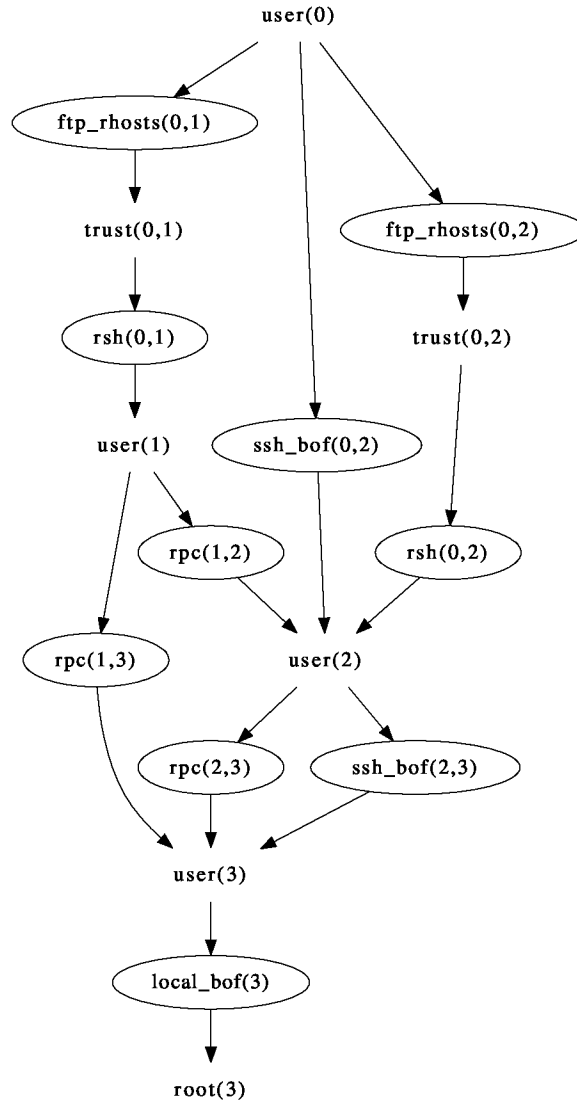 user(0)
ftp_rhosts(0,1)
trust(0,1)
ftp_rhosts(0,2)
rsh(0,1)
trust(0,2)
user(1)
ssh_bof(0,2)
rpc(1,2)
rsh(0,2)
rpc(1,3)
user(2)
rpc(2,3)
ssh_bof(2,3)
user(3)
local_bof(3)
root(3)